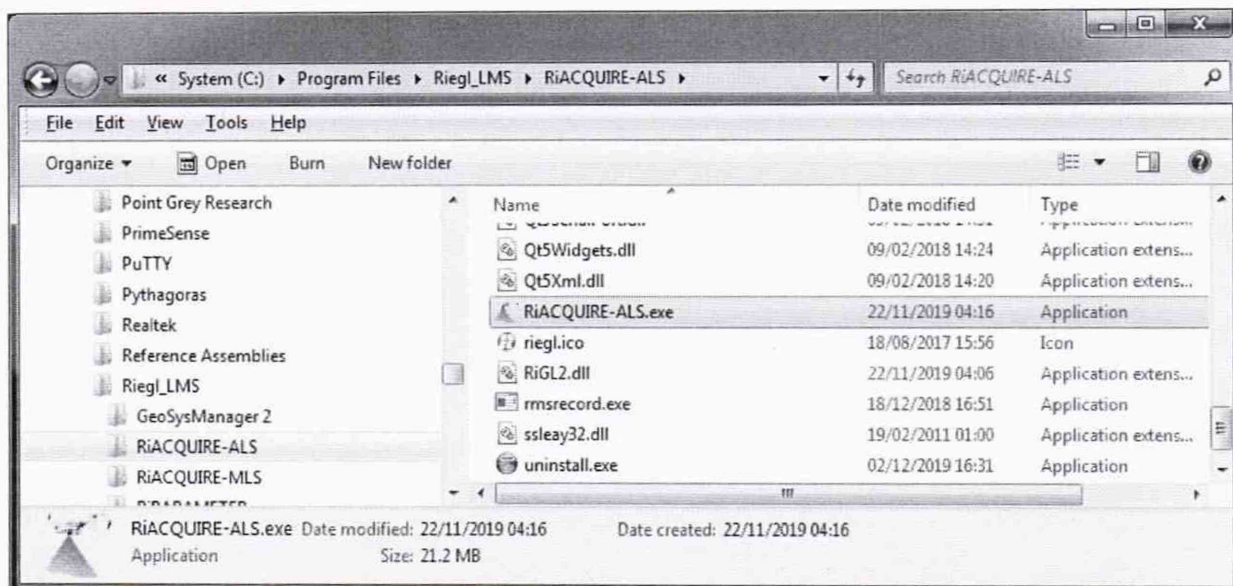 « System (C:) ▸ Program Files ▸ Riegl_LMS ▸ RiACQUIRE-ALS ▸ Search RiACQUIRE-ALS
File Edit View Tools Help
Organize ▾ Open Burn New folder
Point Grey Research
PrimeSense
PuTTY
Pythagoras
Realtek
Reference Assemblies
Riegl_LMS
GeoSysManager 2
RiACQUIRE-ALS
RiACQUIRE-MLS
Name Date modified Type
Qt5Widgets.dll 09/02/2018 14:24 Application extens...
Qt5Xml.dll 09/02/2018 14:20 Application extens...
RiACQUIRE-ALS.exe 22/11/2019 04:16 Application
riegl.ico 18/08/2017 15:56 Icon
RiGL2.dll 22/11/2019 04:06 Application extens...
rmsrecord.exe 18/12/2018 16:51 Application
ssleay32.dll 19/02/2011 01:00 Application extens...
uninstall.exe 02/12/2019 16:31 Application
RiACQUIRE-ALS.exe Date modified: 22/11/2019 04:16 Date created: 22/11/2019 04:16
Application Size: 21.2 MB